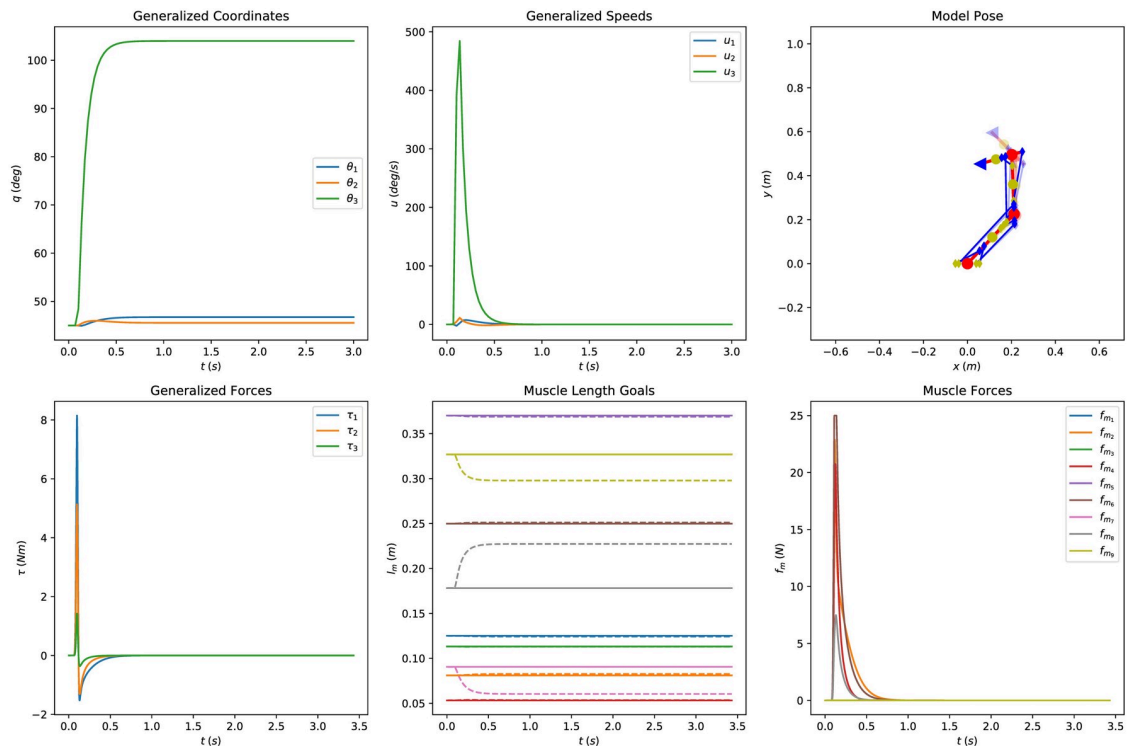 Generalized Coordinates
q (deg)
100
90
80
70
60
50
θ1
θ2
θ3
0.0 0.5 1.0 1.5 2.0 2.5 3.0
t (s)
Generalized Speeds
u (deg/s)
500
400
300
200
100
0
u1
u2
u3
0.0 0.5 1.0 1.5 2.0 2.5 3.0
t (s)
Model Pose
y (m)
1.0
0.8
0.6
0.4
0.2
0.0
−0.2
−0.6 −0.4 −0.2 0.0 0.2 0.4 0.6
x (m)
Generalized Forces
τ (Nm)
8
6
4
2
0
−2
τ1
τ2
τ3
0.0 0.5 1.0 1.5 2.0 2.5 3.0 3.5
t (s)
Muscle Length Goals
lm (m)
0.35
0.30
0.25
0.20
0.15
0.10
0.05
0.0 0.5 1.0 1.5 2.0 2.5 3.0 3.5
t (s)
Muscle Forces
fm (N)
25
20
15
10
5
0
fm1
fm2
fm3
fm4
fm5
fm6
fm7
fm8
fm9
0.0 0.5 1.0 1.5 2.0 2.5 3.0 3.5
t (s)